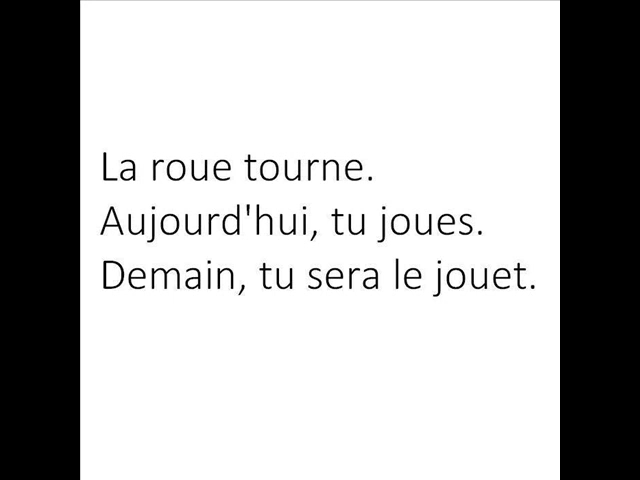 La roue tourne.
Aujourd'hui, tu joues.
Demain, tu sera le jouet.